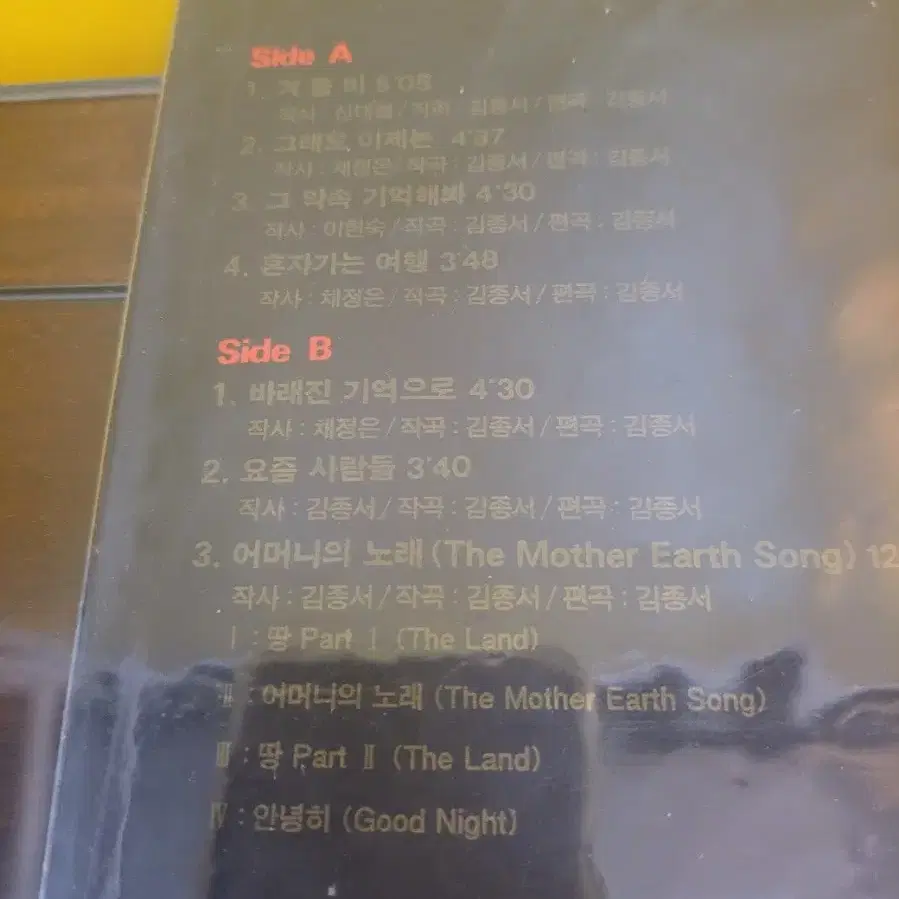 Side A
1. 겨울비 5'05
작사 : 신대철 / 작곡 : 김종서 / 편곡 : 김종서
2. 그래도 이제는 4'37
작사 : 채정은 / 작곡 : 김종서 / 편곡 : 김종서
3. 그 약속 기억해봐 4'30
작사 : 이현숙 / 작곡 : 김종서 / 편곡 : 김종서
4. 혼자가는 여행 3'48
작사 : 채정은 / 작곡 : 김종서 / 편곡 : 김종서
Side B
1. 바래진 기억으로 4'30
작사 : 채정은 / 작곡 : 김종서 / 편곡 : 김종서
2. 요즘 사람들 3'40
작사 : 김종서 / 작곡 : 김종서 / 편곡 : 김종서
3. 어머니의 노래 (The Mother Earth Song) 12
작사 : 김종서 / 작곡 : 김종서 / 편곡 : 김종서
Ⅰ : 땅 Part Ⅰ (The Land)
Ⅱ : 어머니의 노래 (The Mother Earth Song)
Ⅲ : 땅 Part Ⅱ (The Land)
Ⅳ : 안녕히 (Good Night)